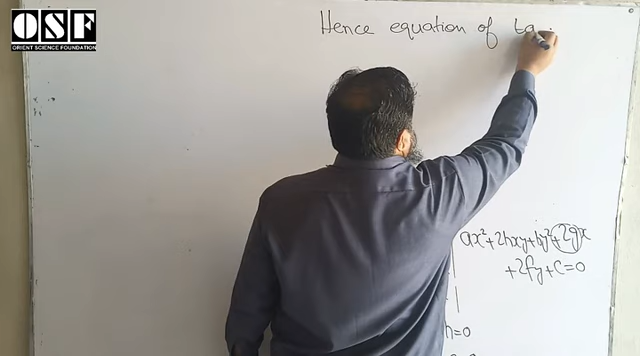 OSF
ORIENT SCIENCE FOUNDATION
Hence equation of ta
ax²+2hxy+by²+2gx
+2fy+c=0
h=0